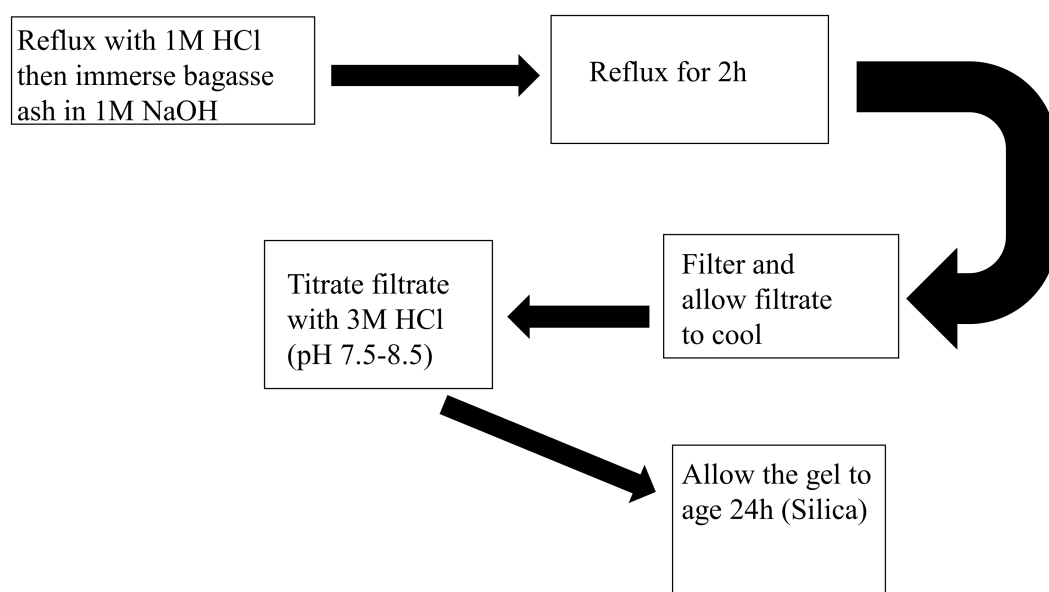 Reflux with 1M HCl
then immerse bagasse
ash in 1M NaOH
Reflux for 2h
Filter and
allow filtrate
to cool
Titrate filtrate
with 3M HCl
(pH 7.5-8.5)
Allow the gel to
age 24h (Silica)